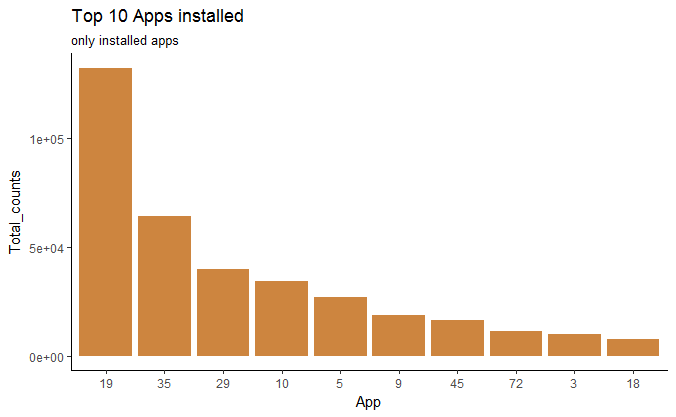 Top 10 Apps installed
only installed apps
Total_counts
1e+05
5e+04
0e+00
19 35 29 10 5 9 45 72 3 18
App